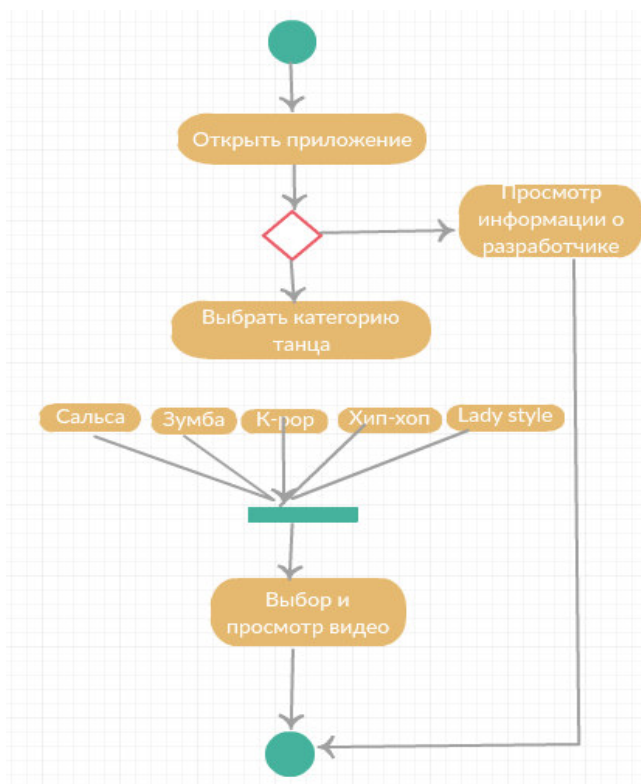 Открыть приложение
Просмотр
информации о
разработчике
Выбрать категорию
танца
Сальса
Зумба
K-pop
Хип-хоп
Lady style
Выбор и
просмотр видео